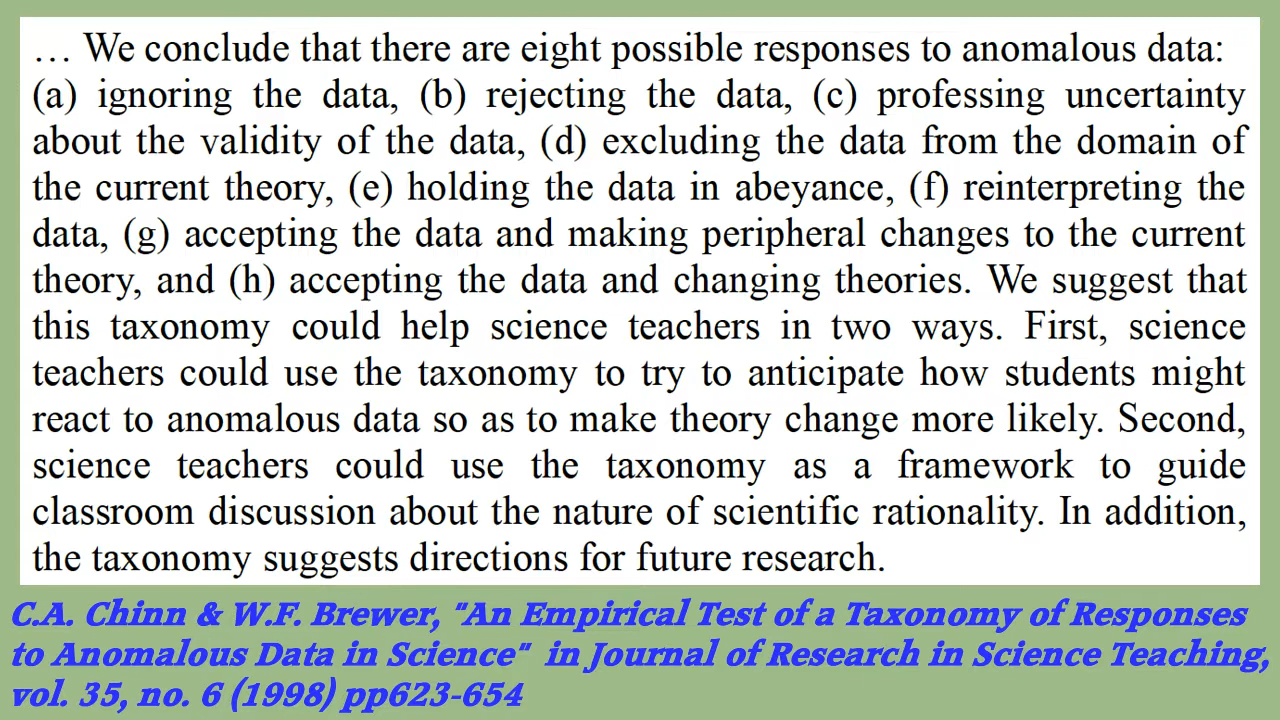 … We conclude that there are eight possible responses to anomalous data:
(a) ignoring the data, (b) rejecting the data, (c) professing uncertainty
about the validity of the data, (d) excluding the data from the domain of
the current theory, (e) holding the data in abeyance, (f) reinterpreting the
data, (g) accepting the data and making peripheral changes to the current
theory, and (h) accepting the data and changing theories. We suggest that
this taxonomy could help science teachers in two ways. First, science
teachers could use the taxonomy to try to anticipate how students might
react to anomalous data so as to make theory change more likely. Second,
science teachers could use the taxonomy as a framework to guide
classroom discussion about the nature of scientific rationality. In addition,
the taxonomy suggests directions for future research.
C.A. Chinn & W.F. Brewer, "An Empirical Test of a Taxonomy of Responses
to Anomalous Data in Science" in Journal of Research in Science Teaching,
vol. 35, no. 6 (1998) pp623-654